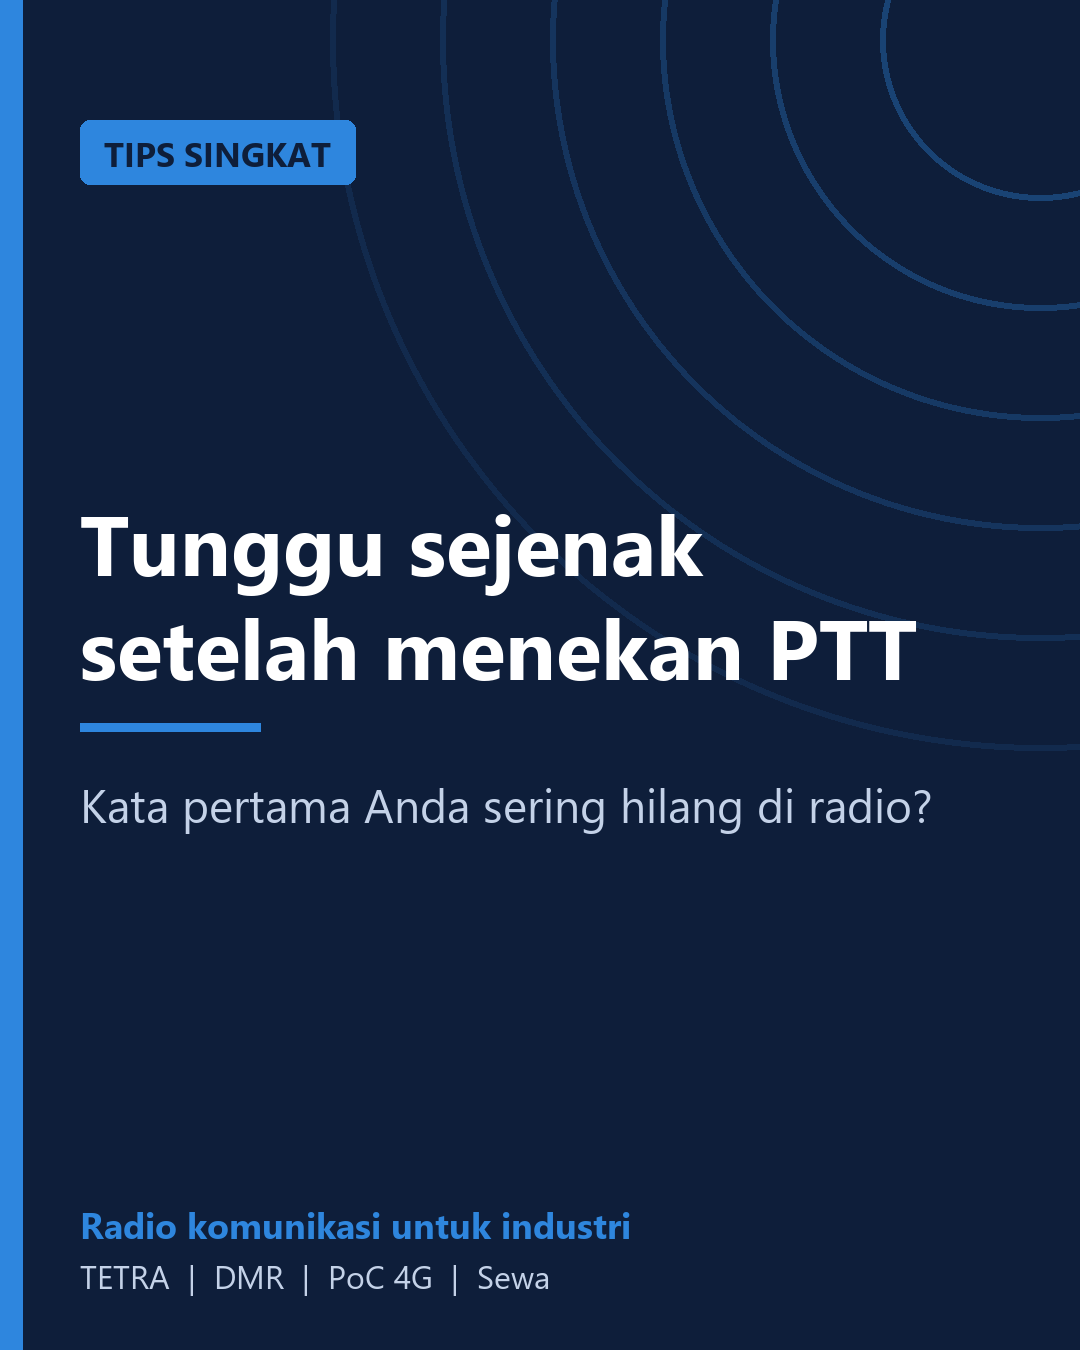 TIPS SINGKAT
Tunggu sejenak
setelah menekan PTT
Kata pertama Anda sering hilang di radio?
Radio komunikasi untuk industri
TETRA | DMR | PoC 4G | Sewa